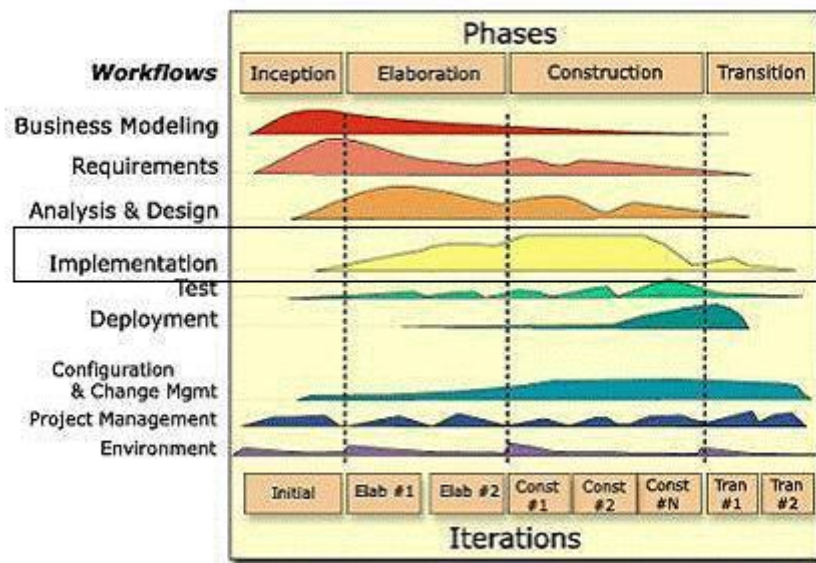 Phases
Workflows Inception Elaboration Construction Transition
Business Modeling
Requirements
Analysis & Design
Implementation
Test
Deployment
Configuration
& Change Mgmt
Project Management
Environment
Initial Elab #1 Elab #2 Const #1 Const #2 Const #N Tran #1 Tran #2
Iterations